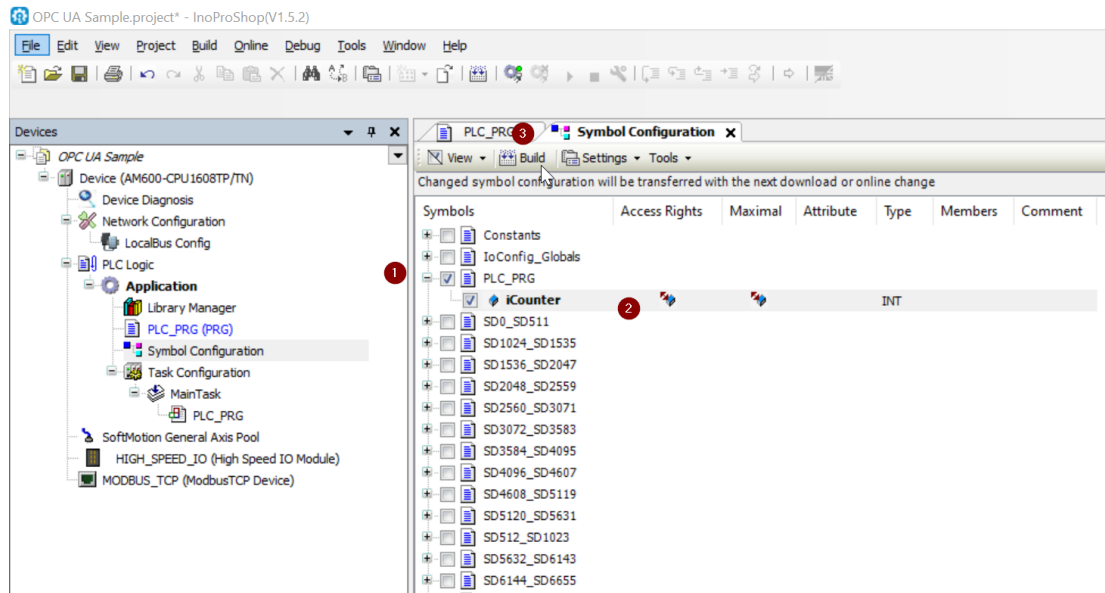 OPC UA Sample.project* - InoProShop(V1.5.2)
File Edit View Project Build Online Debug Tools Window Help
Devices
OPC UA Sample
Device (AM600-CPU1608TP/TN)
Device Diagnosis
Network Configuration
LocalBus Config
PLC Logic
Application
Library Manager
PLC_PRG (PRG)
Symbol Configuration
Task Configuration
MainTask
PLC_PRG
SoftMotion General Axis Pool
HIGH_SPEED_IO (High Speed IO Module)
MODBUS_TCP (ModbusTCP Device)
PLC_PRG 3 Symbol Configuration
View Build Settings Tools
Changed symbol configuration will be transferred with the next download or online change
Symbols Access Rights Maximal Attribute Type Members Comment
Constants
IoConfig_Globals
1 PLC_PRG
iCounter 2 INT
SD0_SD511
SD1024_SD1535
SD1536_SD2047
SD2048_SD2559
SD2560_SD3071
SD3072_SD3583
SD3584_SD4095
SD4096_SD4607
SD4608_SD5119
SD5120_SD5631
SD512_SD1023
SD5632_SD6143
SD6144_SD6655